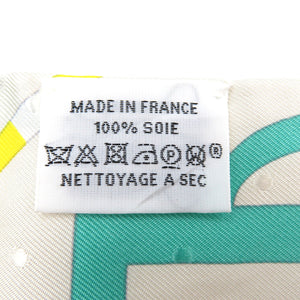 MADE IN FRANCE
100% SOIE
®
NETTOYAGE A SEC